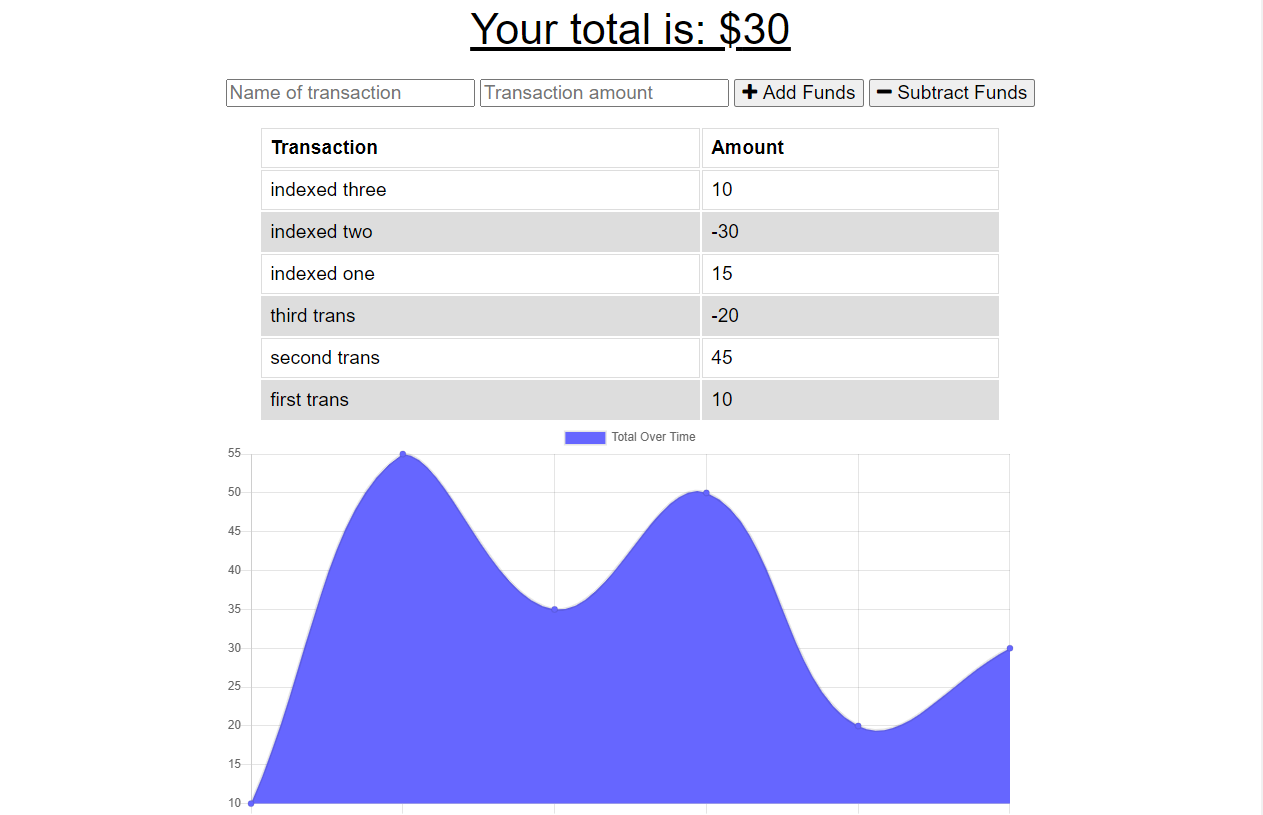 Your total is: $30
Name of transaction Transaction amount Add Funds Subtract Funds
Transaction Amount
indexed three 10
indexed two -30
indexed one 15
third trans -20
second trans 45
first trans 10
Total Over Time
55
50
45
40
35
30
25
20
15
10